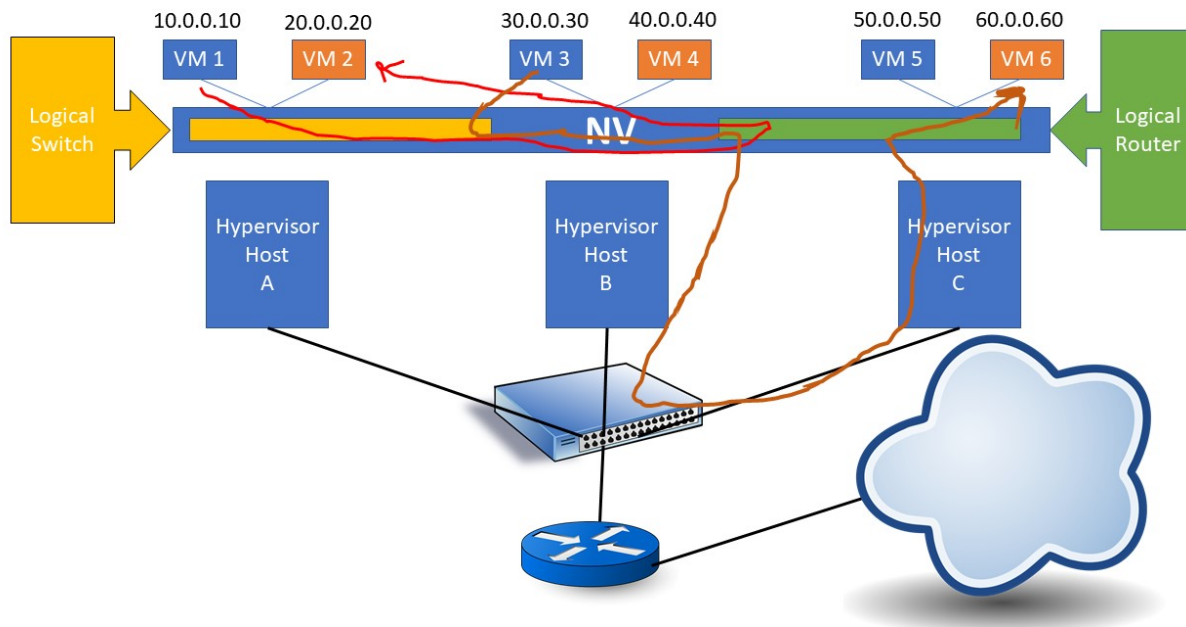 10.0.0.10
20.0.0.20
30.0.0.30
40.0.0.40
50.0.0.50
60.0.0.60
VM 1
VM 2
VM 3
VM 4
VM 5
VM 6
Logical
Switch
NV
Logical
Router
Hypervisor
Host
A
Hypervisor
Host
B
Hypervisor
Host
C